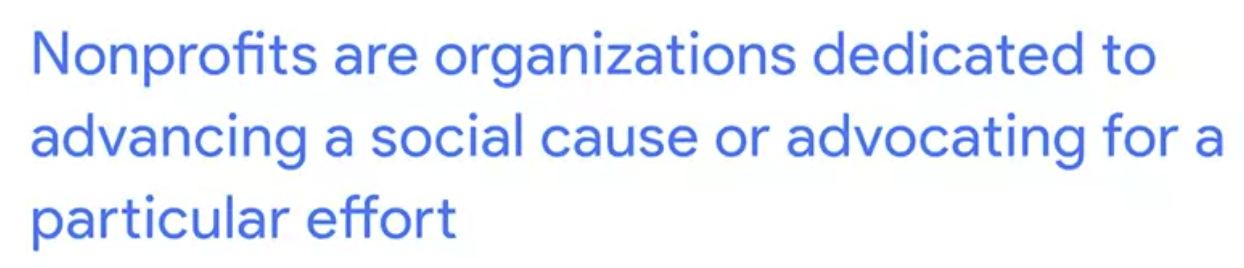 Nonprofits are organizations dedicated to
advancing a social cause or advocating for a
particular effort